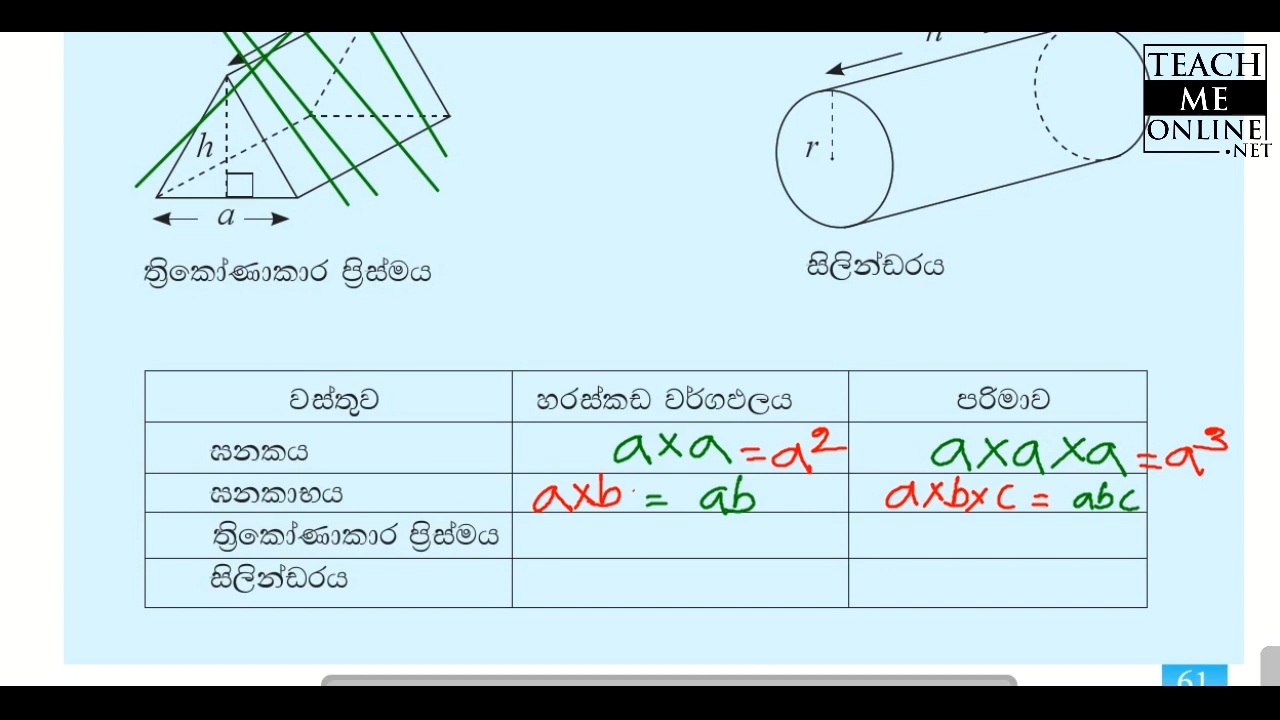 TEACH
ME
ONLINE
.NET
h
r
h
a
ත්‍රිකෝණාකාර ප්‍රිස්මය
සිලින්ඩරය
වස්තුව හරස්කඩ වර්ගඵලය පරිමාව
ඝනකය a×a = a² a×a×a = a³
ඝනකාභය a×b = ab a×b×c = abc
ත්‍රිකෝණාකාර ප්‍රිස්මය
සිලින්ඩරය
61